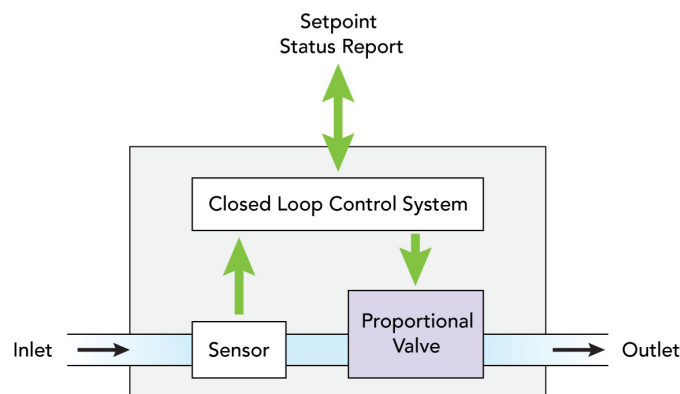 Setpoint
Status Report
Closed Loop Control System
Proportional
Valve
Inlet
Sensor
Outlet